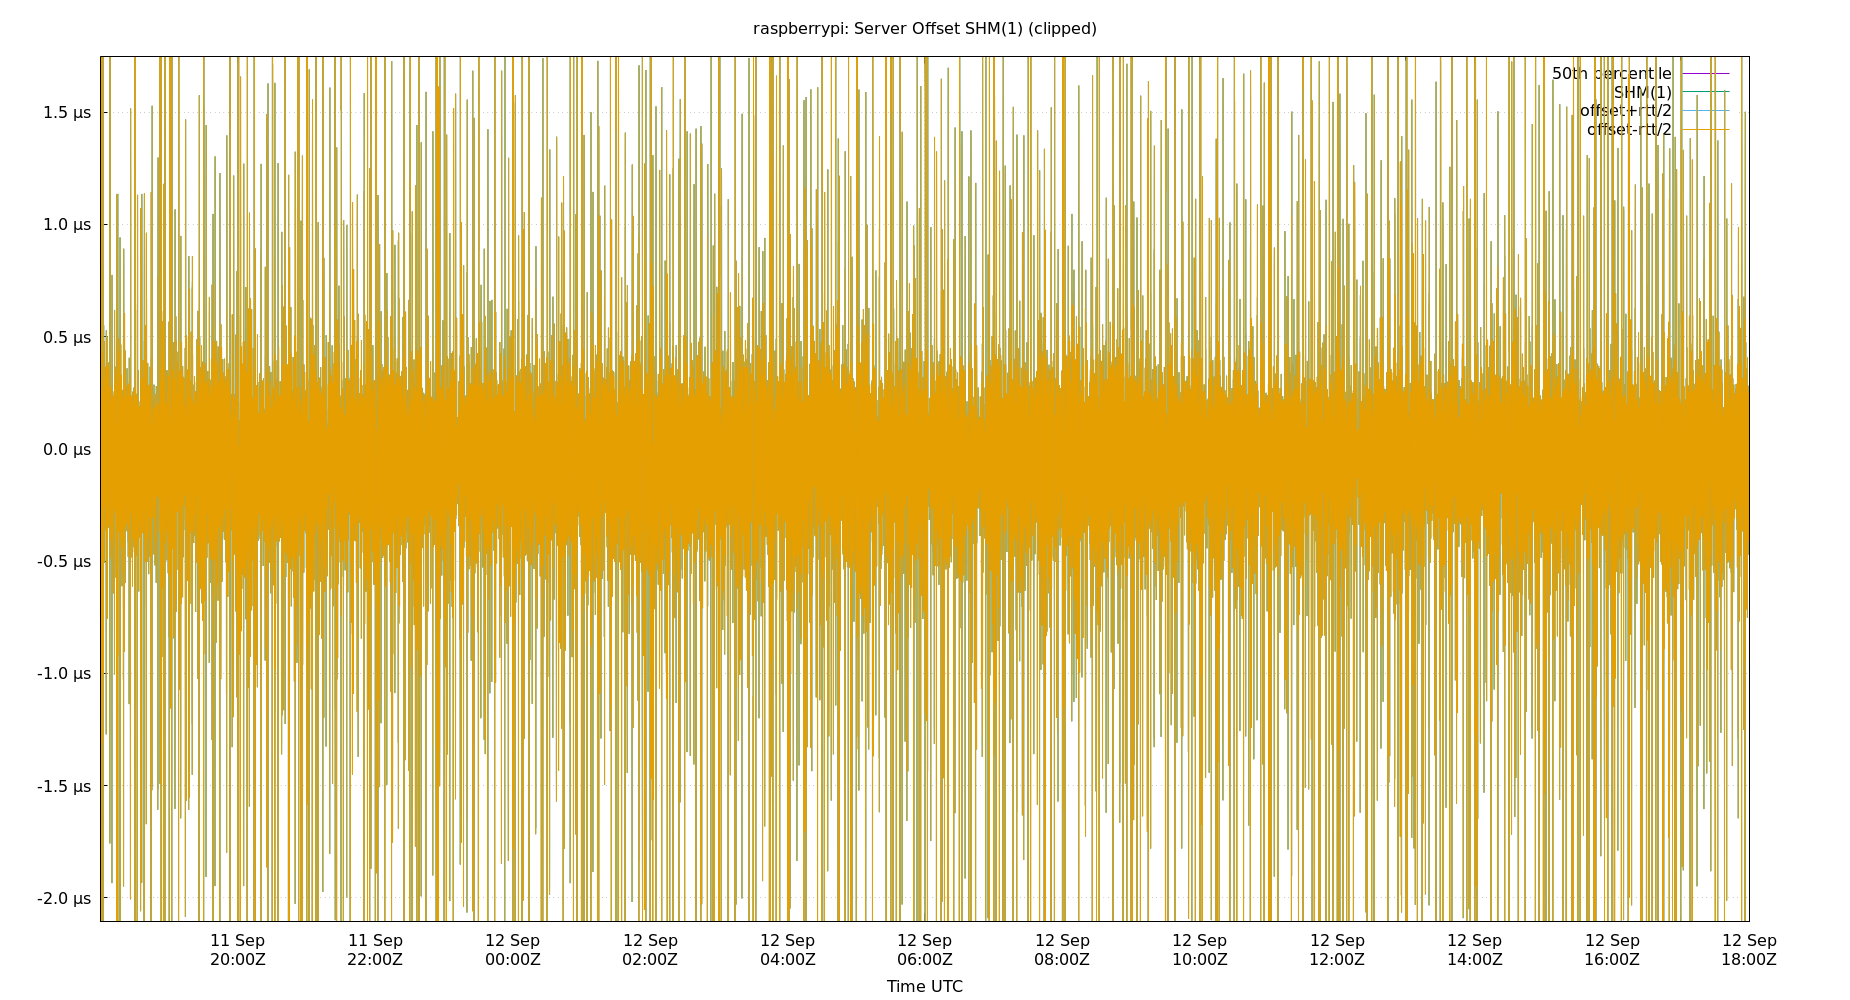 raspberrypi: Server Offset SHM(1) (clipped)
50th percentile
SHM(1)
offset+rtt/2
offset-rtt/2
1.5 µs
1.0 µs
0.5 µs
0.0 µs
-0.5 µs
-1.0 µs
-1.5 µs
-2.0 µs
11 Sep 11 Sep 12 Sep 12 Sep 12 Sep 12 Sep 12 Sep 12 Sep 12 Sep 12 Sep 12 Sep 12 Sep
20:00Z 22:00Z 00:00Z 02:00Z 04:00Z 06:00Z 08:00Z 10:00Z 12:00Z 14:00Z 16:00Z 18:00Z
Time UTC